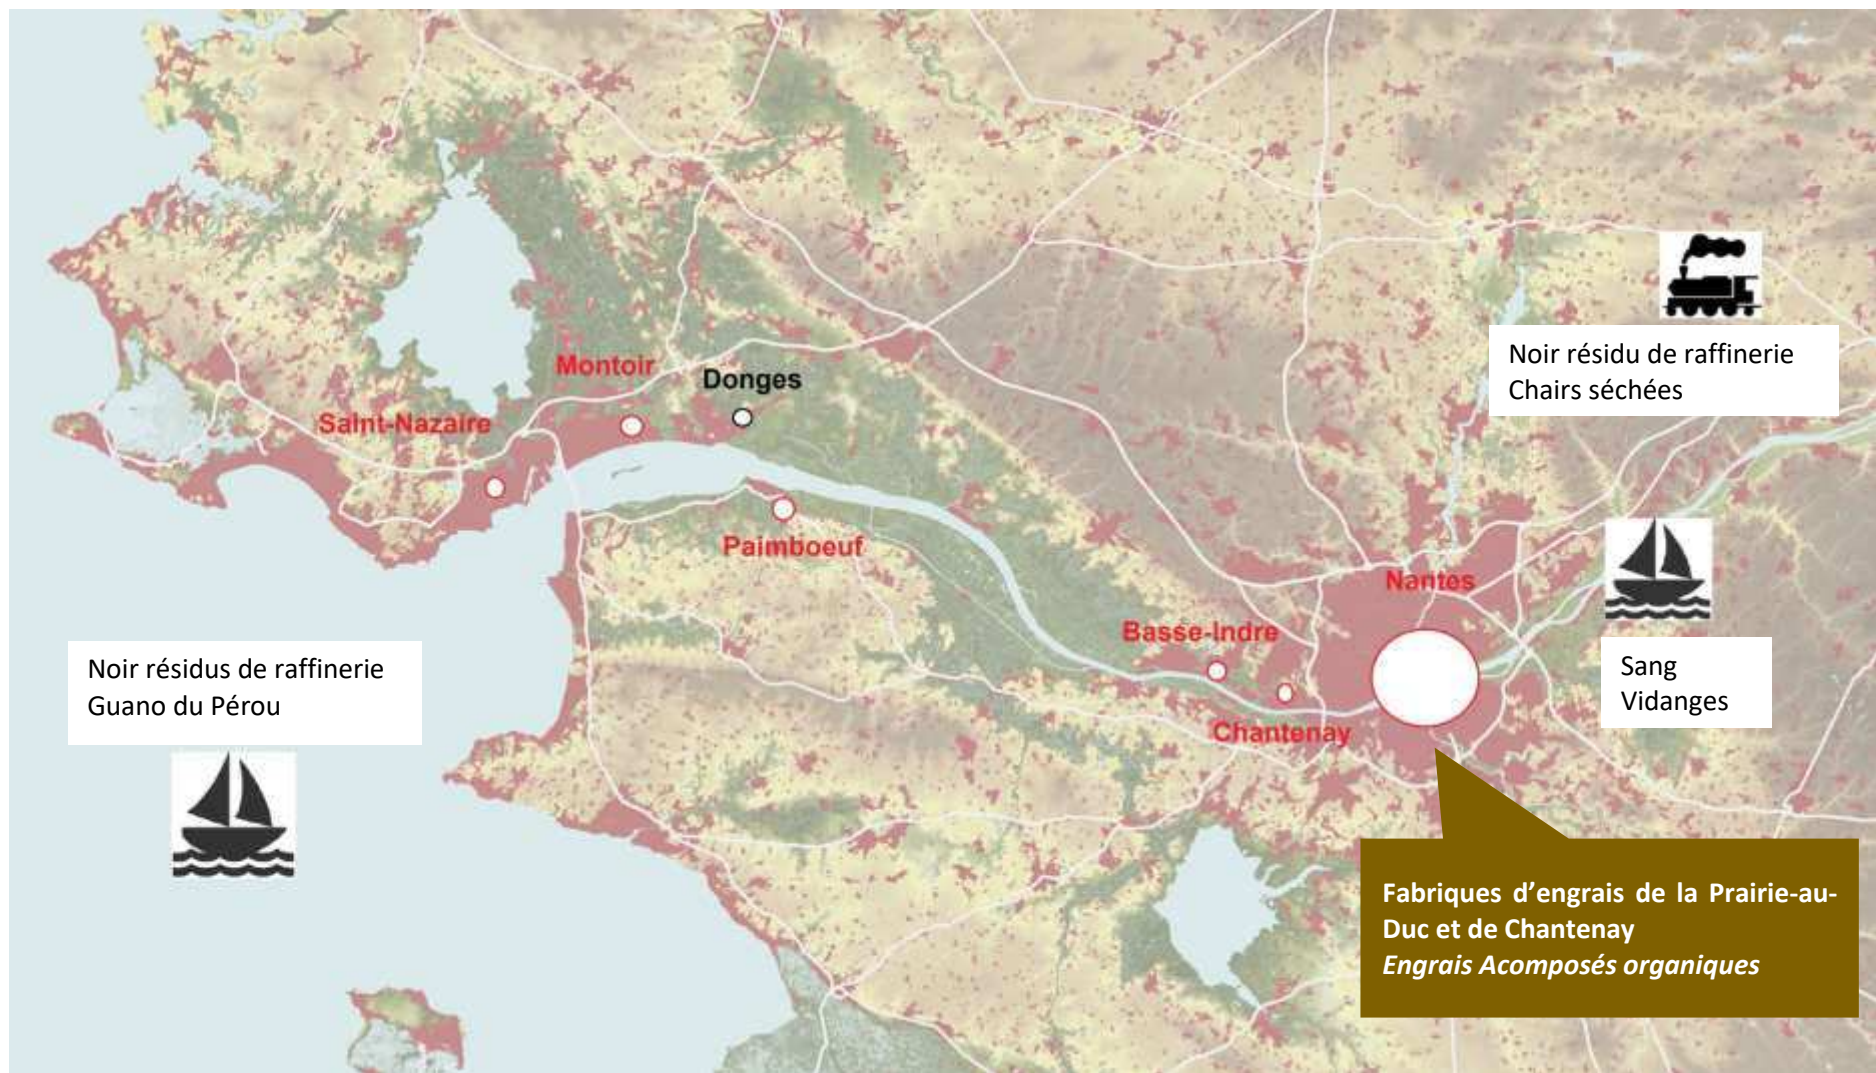 Montoir
Donges
Saint-Nazaire
Noir résidu de raffinerie
Chairs séchées
Paimboeuf
Nantes
Basse-Indre
Chantenay
Noir résidus de raffinerie
Guano du Pérou
Sang
Vidanges
Fabriques d'engrais de la Prairie-au-
Duc et de Chantenay
Engrais Acomposés organiques